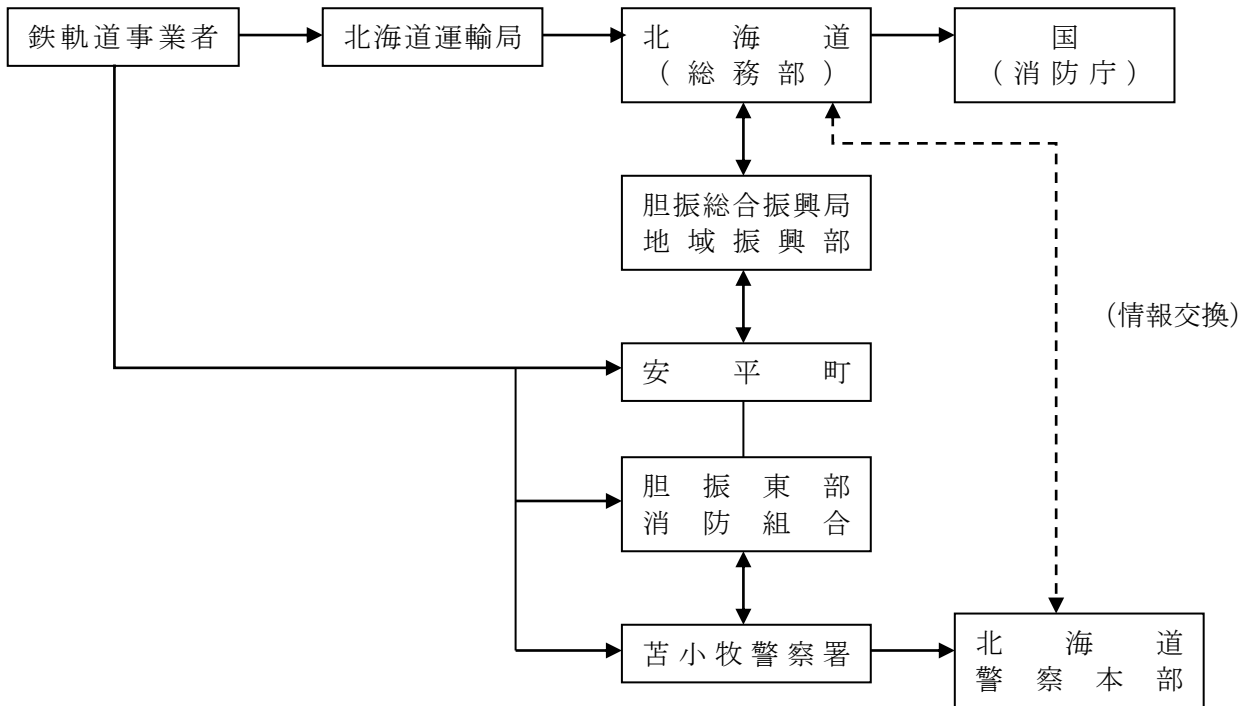 鉄軌道事業者
北海道運輸局
北海道
(総務部)
国
(消防庁)
胆振総合振興局
地域振興部
(情報交換)
安平町
胆振東部
消防組合
苫小牧警察署
北海道
警察本部